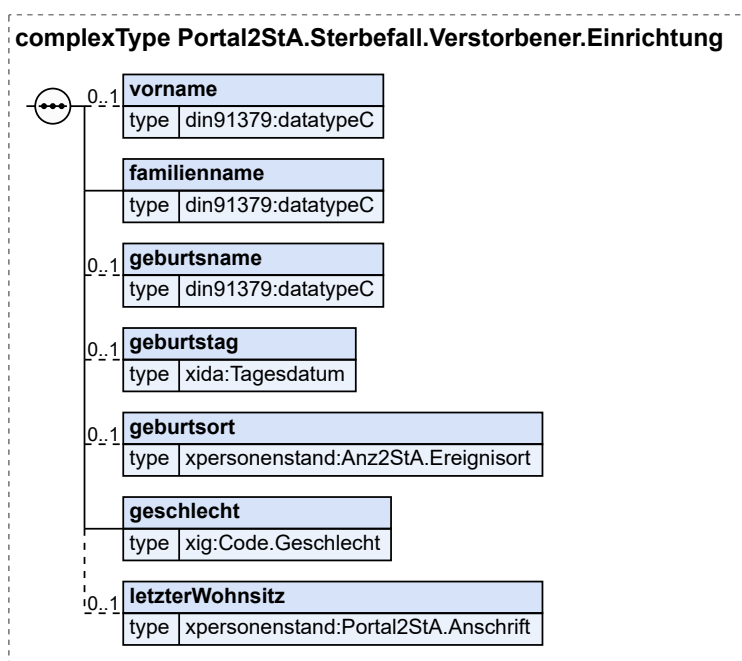 complexType Portal2StA.Sterbefall.Verstorbener.Einrichtung
0..1 vorname
type din91379:datatypeC
familienname
type din91379:datatypeC
0..1 geburtsname
type din91379:datatypeC
0..1 geburtstag
type xida:Tagesdatum
0..1 geburtsort
type xpersonenstand:Anz2StA.Ereignisort
geschlecht
type xig:Code.Geschlecht
0..1 letzterWohnsitz
type xpersonenstand:Portal2StA.Anschrift